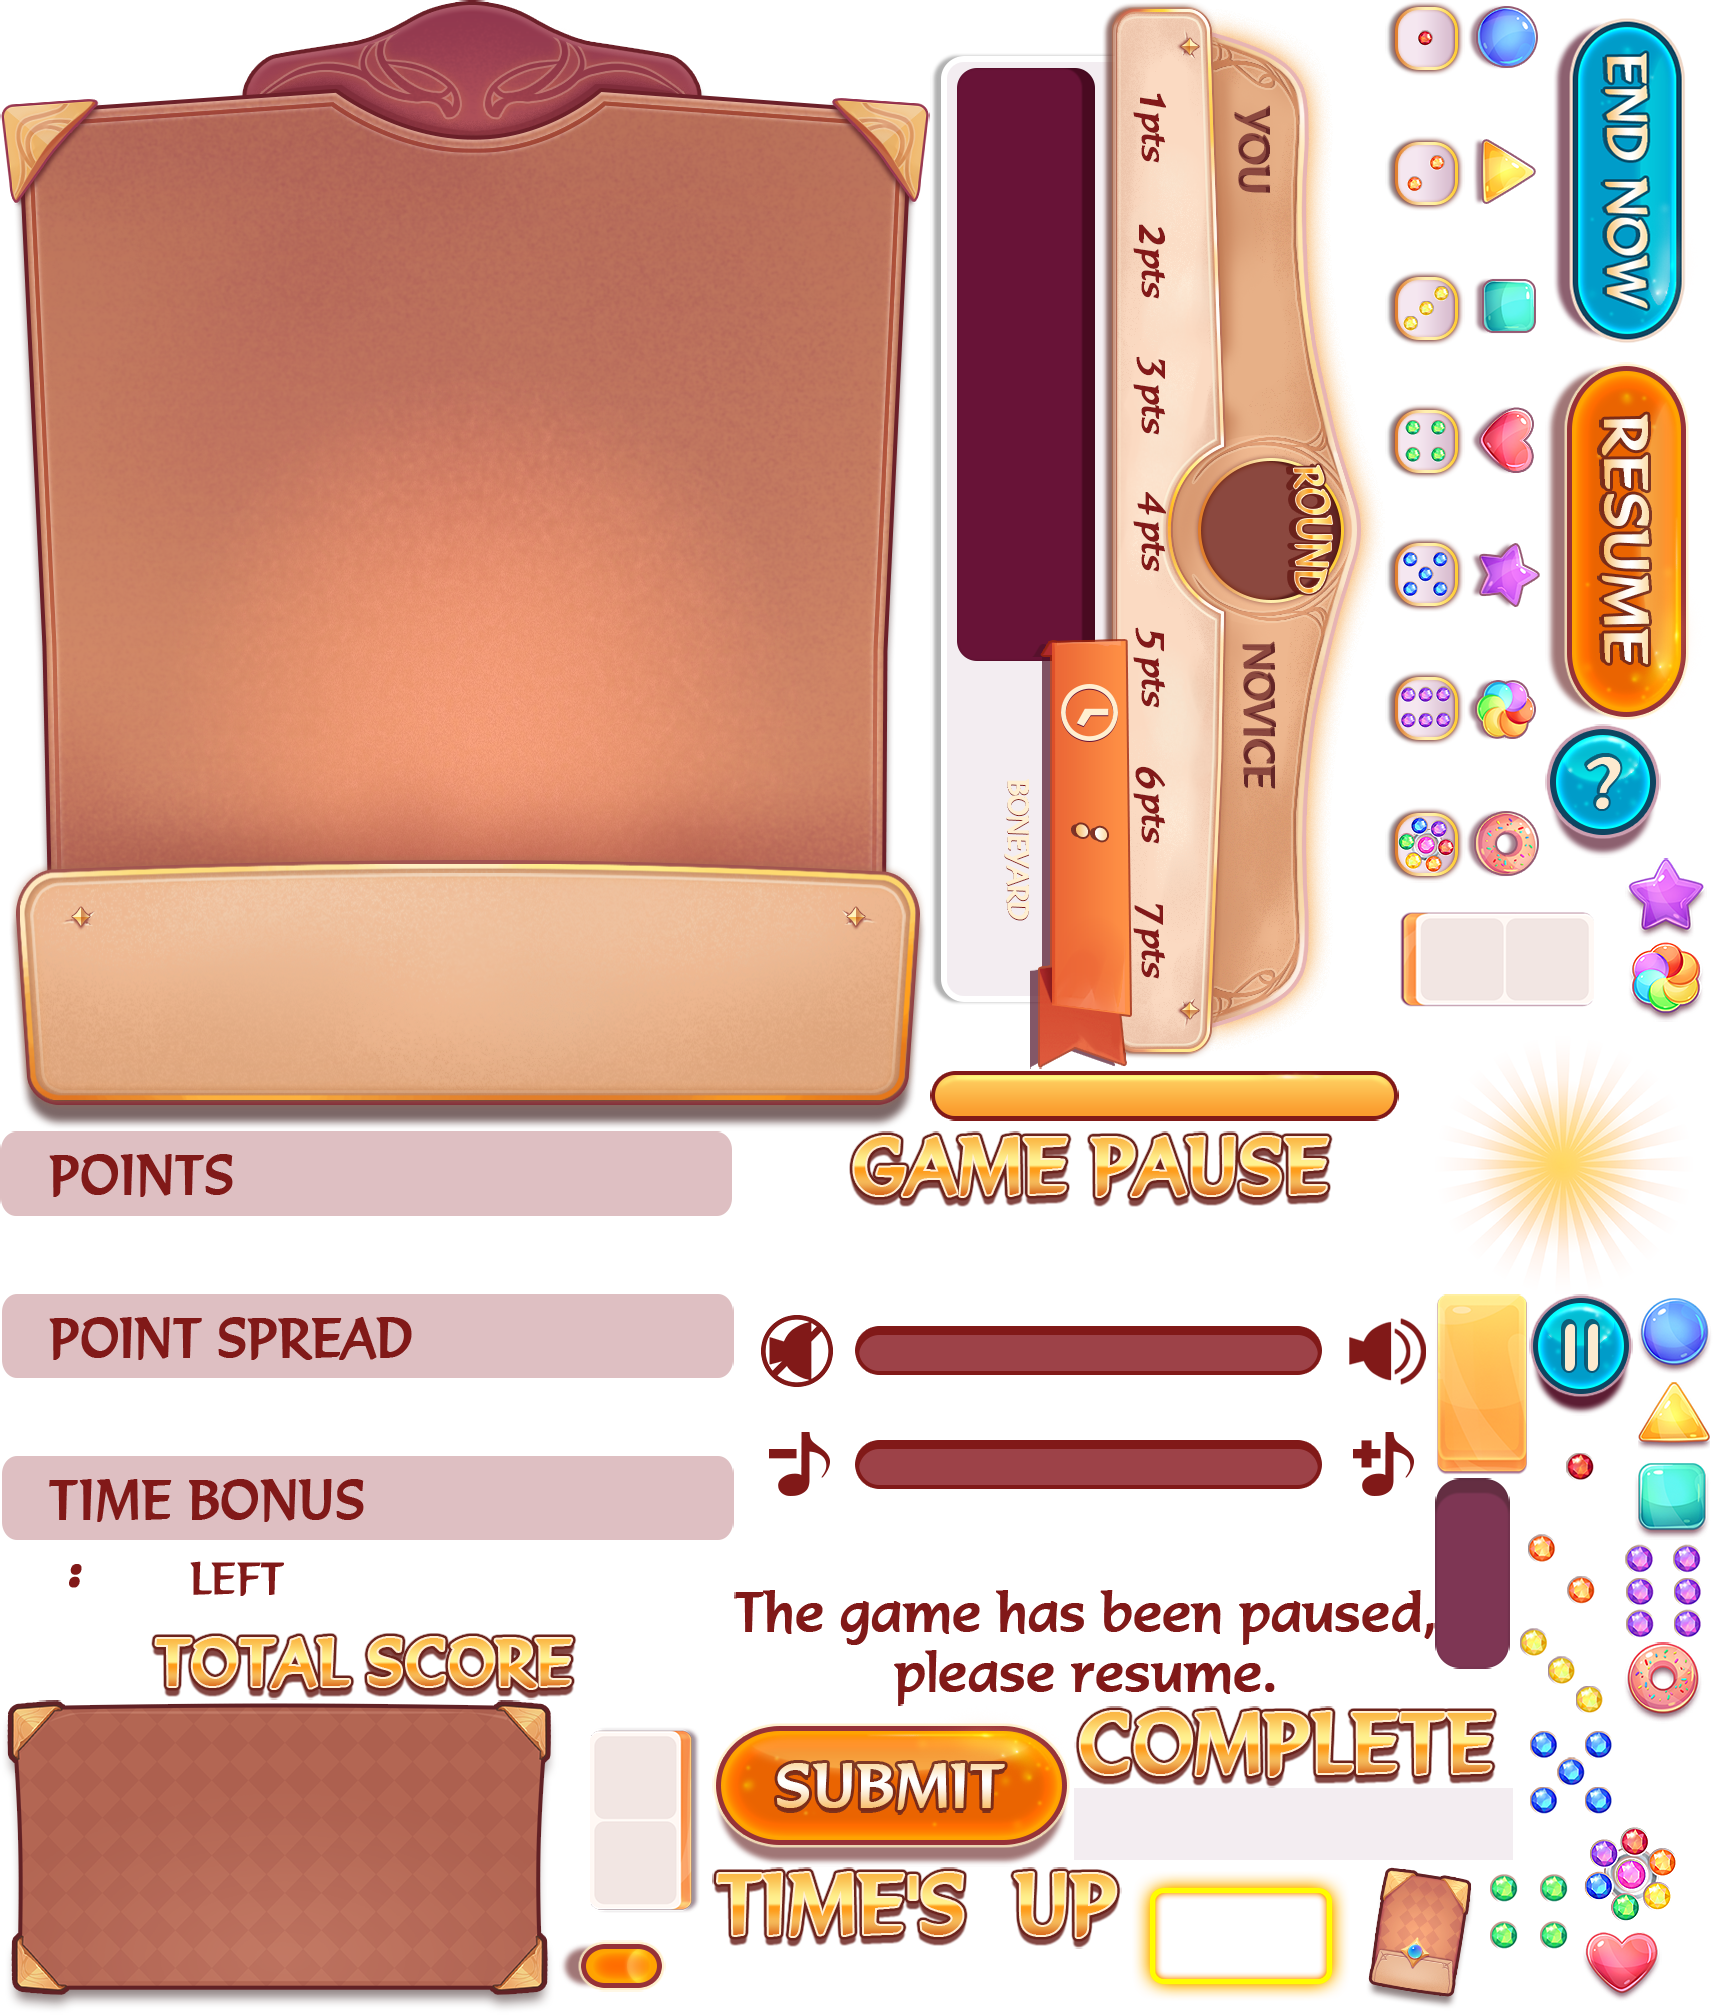 YOU
1pts
2pts
3pts
4pts
5pts
6pts
7pts
ROUND
NOVICE
BONEYARD
:
END NOW
RESUME
?
GAME PAUSE
POINTS
POINT SPREAD
TIME BONUS
: LEFT
TOTAL SCORE
The game has been paused,
please resume.
COMPLETE
SUBMIT
TIME'S UP